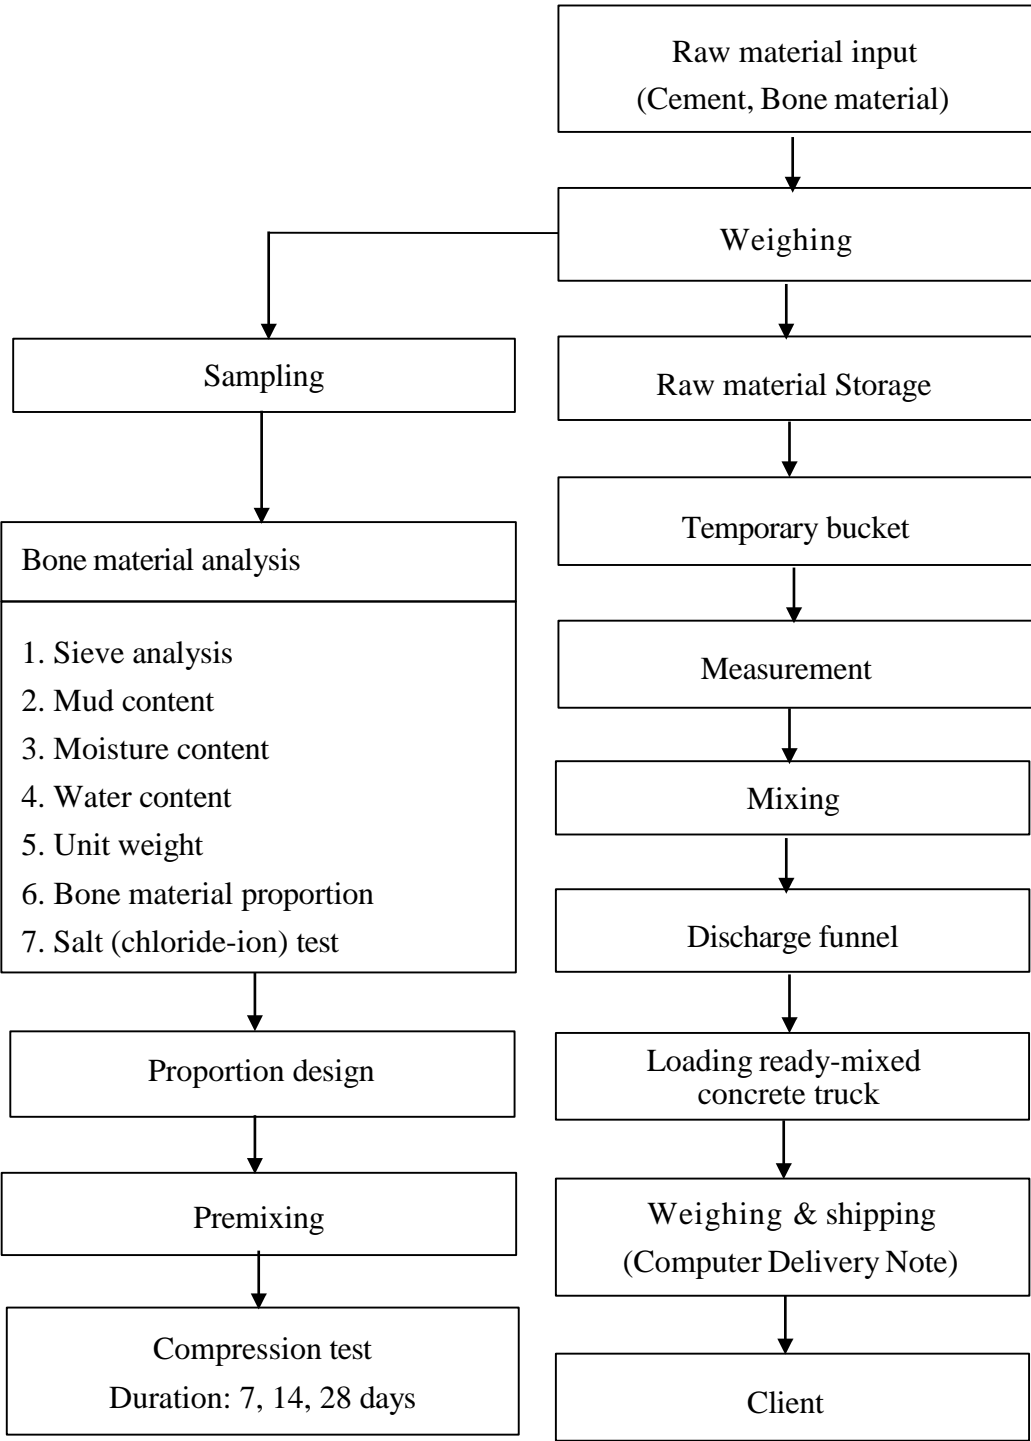 Raw material input
(Cement, Bone material)
Weighing
Sampling
Raw material Storage
Temporary bucket
Bone material analysis
1. Sieve analysis
2. Mud content
3. Moisture content
4. Water content
5. Unit weight
6. Bone material proportion
7. Salt (chloride-ion) test
Measurement
Mixing
Discharge funnel
Proportion design
Loading ready-mixed
concrete truck
Premixing
Weighing & shipping
(Computer Delivery Note)
Compression test
Duration: 7, 14, 28 days
Client